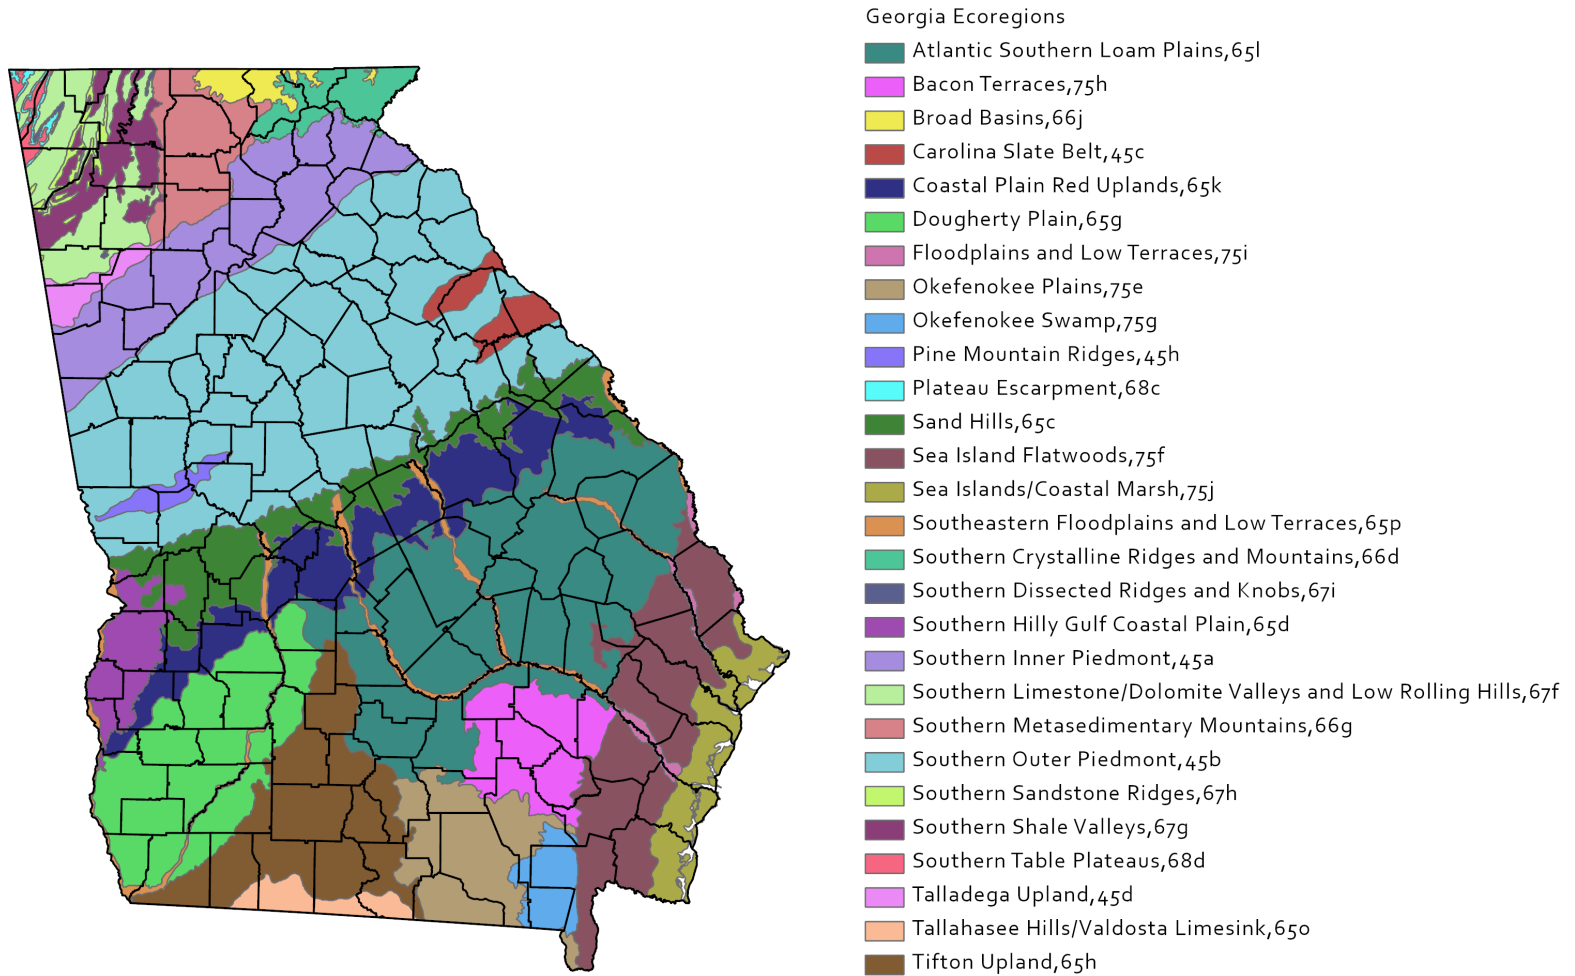 Georgia Ecoregions
Atlantic Southern Loam Plains,65l
Bacon Terraces,75h
Broad Basins,66j
Carolina Slate Belt,45c
Coastal Plain Red Uplands,65k
Dougherty Plain,65g
Floodplains and Low Terraces,75i
Okefenokee Plains,75e
Okefenokee Swamp,75g
Pine Mountain Ridges,45h
Plateau Escarpment,68c
Sand Hills,65c
Sea Island Flatwoods,75f
Sea Islands/Coastal Marsh,75j
Southeastern Floodplains and Low Terraces,65p
Southern Crystalline Ridges and Mountains,66d
Southern Dissected Ridges and Knobs,67i
Southern Hilly Gulf Coastal Plain,65d
Southern Inner Piedmont,45a
Southern Limestone/Dolomite Valleys and Low Rolling Hills,67f
Southern Metasedimentary Mountains,66g
Southern Outer Piedmont,45b
Southern Sandstone Ridges,67h
Southern Shale Valleys,67g
Southern Table Plateaus,68d
Talladega Upland,45d
Tallahasee Hills/Valdosta Limesink,65o
Tifton Upland,65h